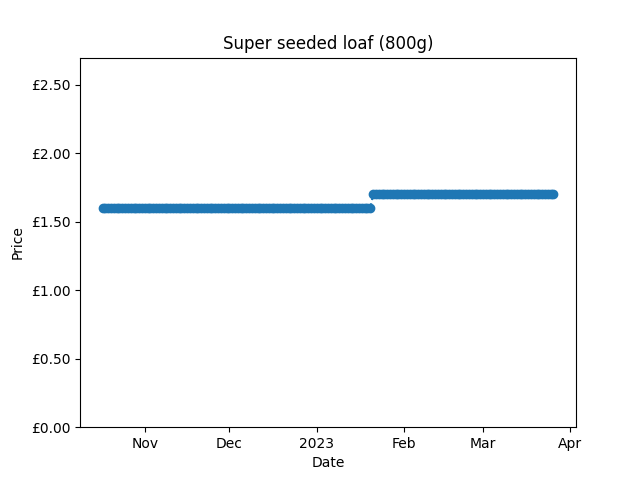 Super seeded loaf (800g)
£2.50
£2.00
£1.50
£1.00
£0.50
£0.00
Price
Nov Dec 2023 Feb Mar Apr
Date